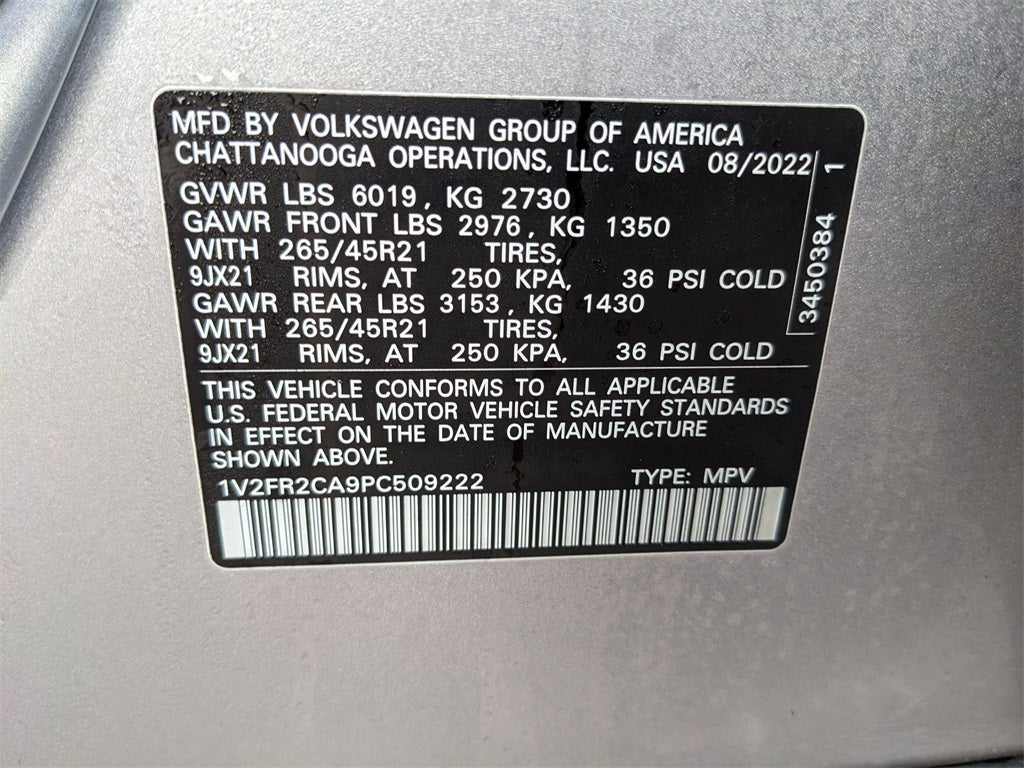 MFD BY VOLKSWAGEN GROUP OF AMERICA
CHATTANOOGA OPERATIONS, LLC. USA 08/2022
GVWR LBS 6019, KG 2730
GAWR FRONT LBS 2976, KG 1350
WITH 265/45R21 TIRES,
9JX21 RIMS, AT 250 KPA, 36 PSI COLD
GAWR REAR LBS 3153, KG 1430
WITH 265/45R21 TIRES,
9JX21 RIMS, AT 250 KPA, 36 PSI COLD
3450384 1
THIS VEHICLE CONFORMS TO ALL APPLICABLE
U.S. FEDERAL MOTOR VEHICLE SAFETY STANDARDS
IN EFFECT ON THE DATE OF MANUFACTURE
SHOWN ABOVE.
1V2FR2CA9PC509222 TYPE: MPV